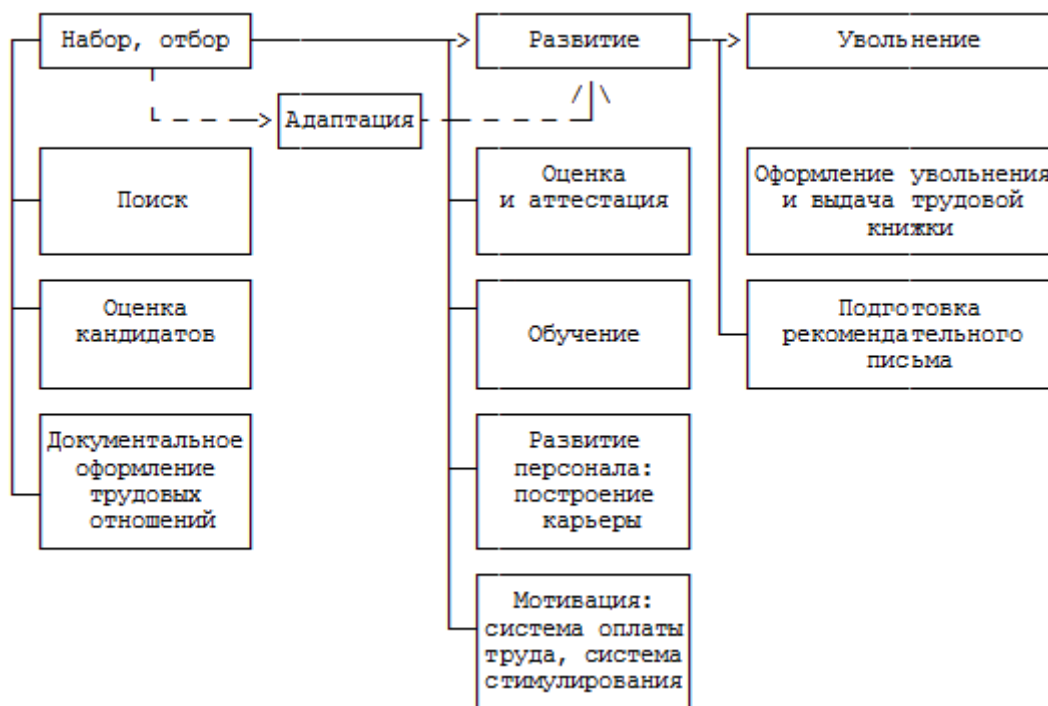 Набор, отбор
Развитие
Увольнение
Адаптация
Поиск
Оценка
и аттестация
Оформление увольнения
и выдача трудовой
книжки
Оценка
кандидатов
Обучение
Подготовка
рекомендательного
письма
Документальное
оформление
трудовых
отношений
Развитие
персонала:
построение
карьеры
Мотивация:
система оплаты
труда, система
стимулирования